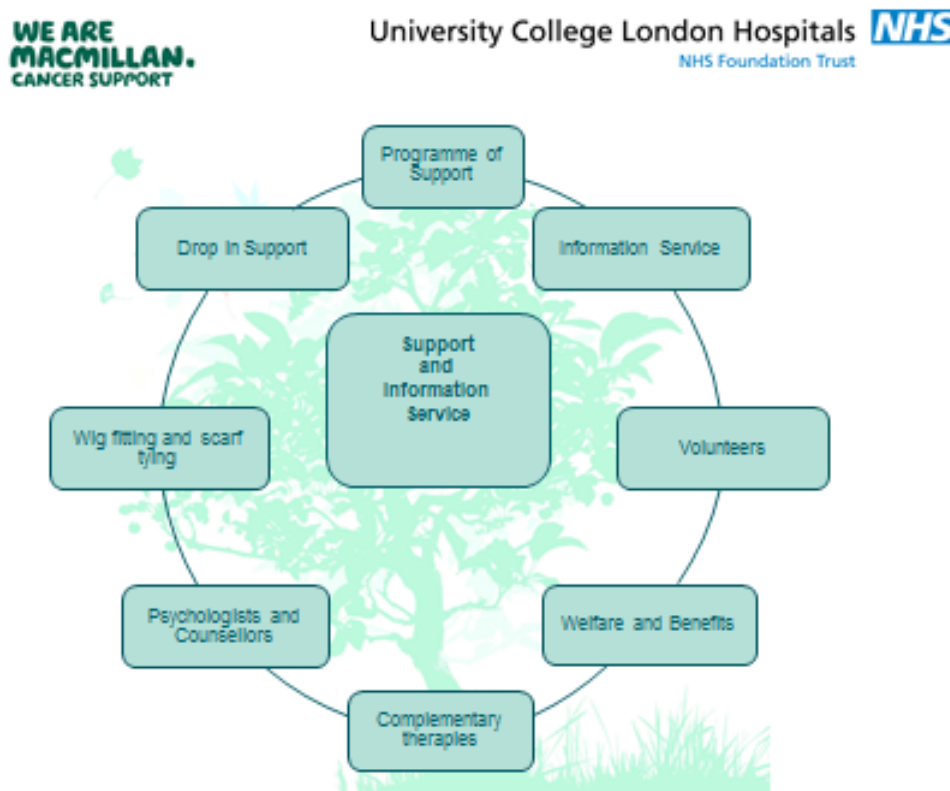 WE ARE
MACMILLAN.
CANCER SUPPORT
University College London Hospitals NHS
NHS Foundation Trust
Programme of
Support
Drop In Support
Information Service
Support
and
Information
Service
Wig fitting and scarf
tying
Volunteers
Psychologists and
Counsellors
Welfare and Benefits
Complementary
therapies